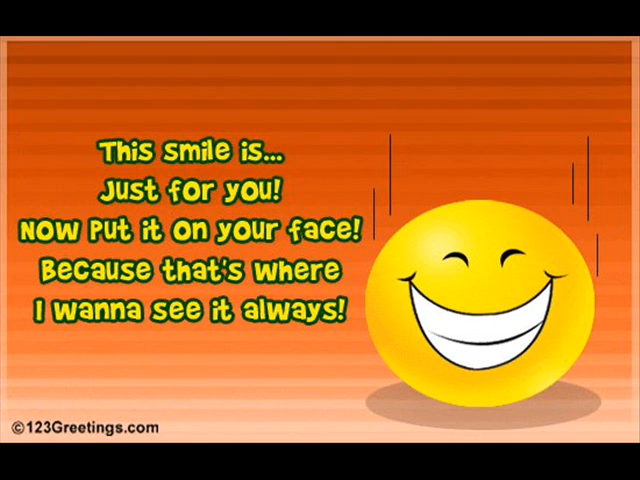 This smile is...
Just for you!
Now Put it on your face!
Because that's where
I wanna see it always!
©123Greetings.com